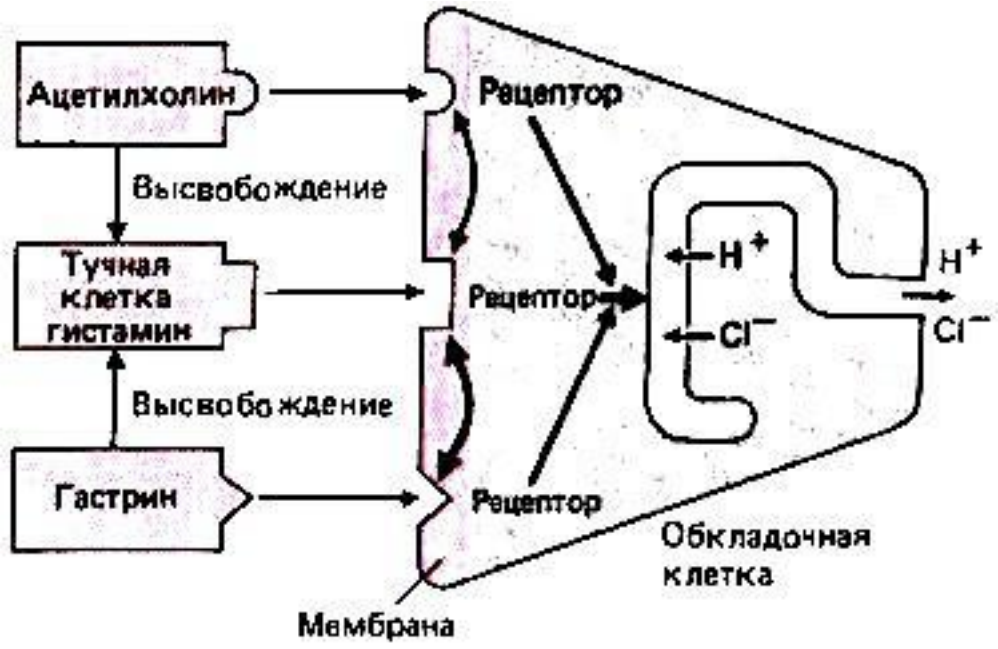 Ацетилхолин
Рецептор
Высвобождение
Тучная
клетка
гистамин
Рецептор
H⁺
H⁺
Cl⁻
Cl⁻
Высвобождение
Гастрин
Рецептор
Обкладочная
клетка
Мембрана